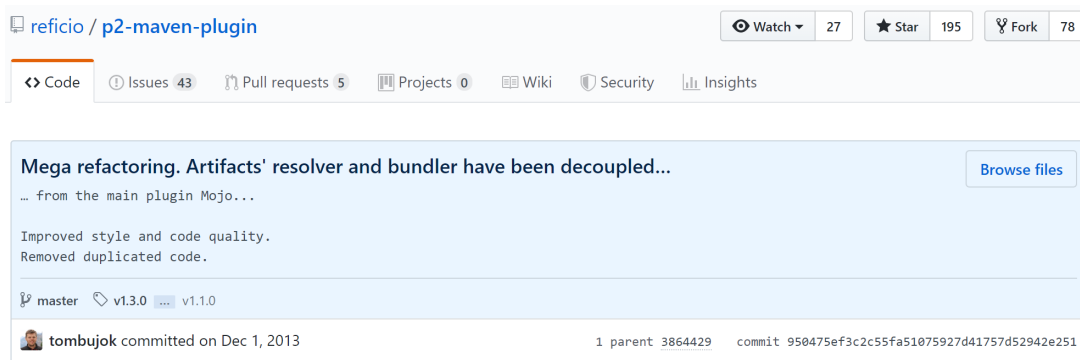 reficio / p2-maven-plugin
Watch 27 Star 195 Fork 78
Code Issues 43 Pull requests 5 Projects 0 Wiki Security Insights
Mega refactoring. Artifacts' resolver and bundler have been decoupled...
Browse files
… from the main plugin Mojo...
Improved style and code quality.
Removed duplicated code.
master v1.3.0 ... v1.1.0
tombujok committed on Dec 1, 2013 1 parent 3864429 commit 950475ef3c2c55fa51075927d41757d52942e251